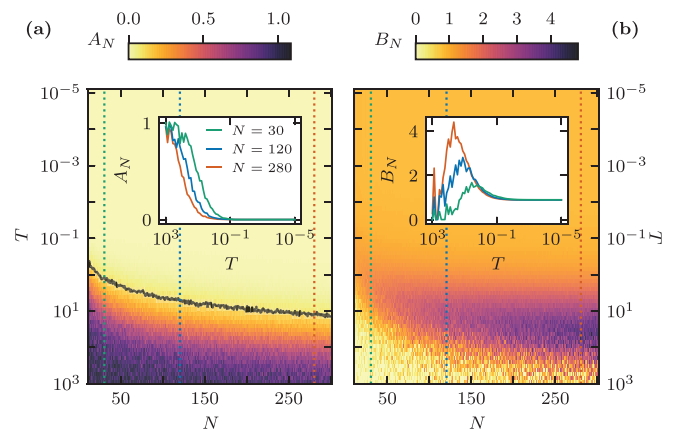 (a) A_N 0.0 0.5 1.0
B_N 0 1 2 3 4 (b)
10^{-5}
10^{-3}
10^{-1}
10^1
10^3
T
50 150 250
N
1
0
A_N
N = 30
N = 120
N = 280
10^3 10^{-1} 10^{-5}
T
4
2
0
B_N
10^3 10^{-1} 10^{-5}
T
50 150 250
N
10^{-5}
10^{-3}
10^{-1}
10^1
10^3
T